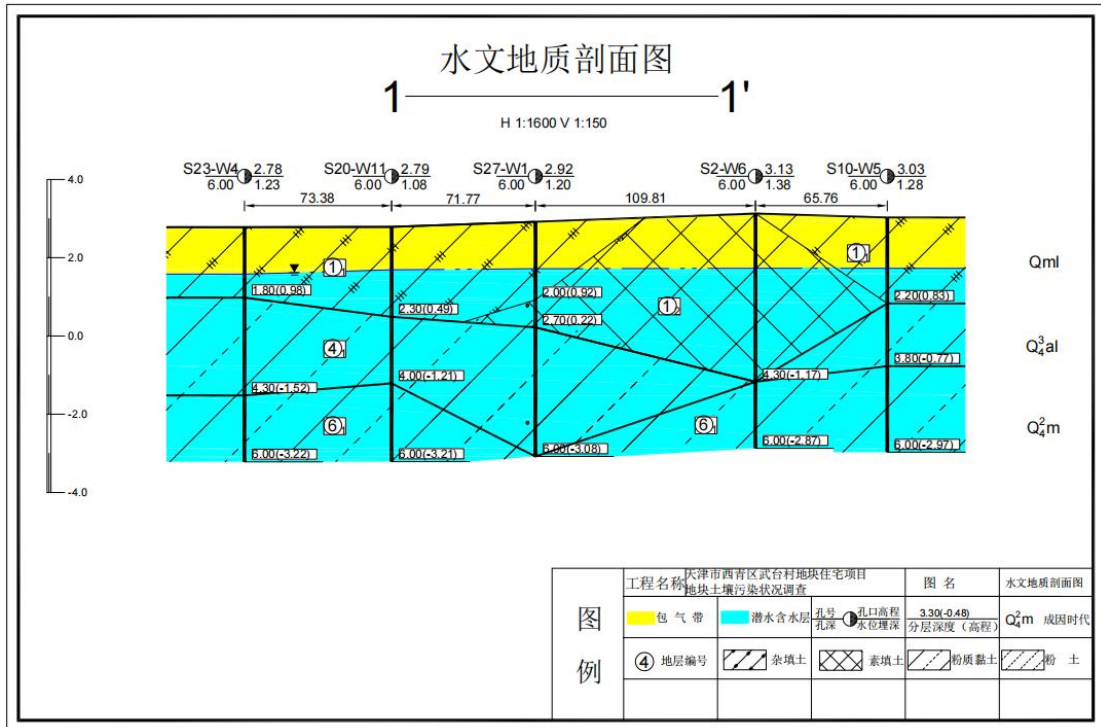 水文地质剖面图
1 1'
H 1:1600 V 1:150
S23-W4 2.78
6.00 1.23
S20-W11 2.79
6.00 1.08
S27-W1 2.92
6.00 1.20
S2-W6 3.13
6.00 1.38
S10-W5 3.03
6.00 1.28
73.38
71.77
109.81
65.76
4.0
2.0
0.0
-2.0
-4.0
①1
①1
①2
④1
⑥1
⑥1
1.80(0.98)
4.30(-1.52)
6.00(-3.22)
2.30(0.49)
4.00(-1.21)
6.00(-3.21)
2.00(0.92)
2.70(0.22)
6.00(-3.08)
4.30(-1.17)
6.00(-2.87)
2.20(0.83)
3.80(-0.77)
6.00(-2.97)
Qml
Q₄³al
Q₄²m
图例
工程名称
天津市西青区武台村地块住宅项目
地块土壤污染状况调查
图 名
水文地质剖面图
包气带
潜水含水层
孔号 孔口高程
孔深 水位埋深
3.30(-0.48)
分层深度（高程）
Q₄²m 成因时代
④ 地层编号
杂填土
素填土
粉质黏土
粉 土